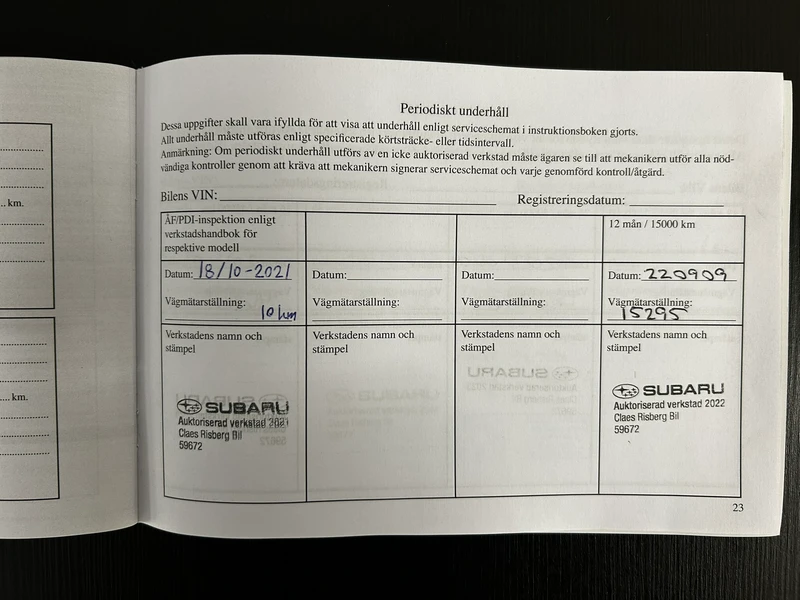 Periodiskt underhåll
Dessa uppgifter skall vara ifyllda för att visa att underhåll enligt serviceschemat i instruktionsboken gjorts.
Allt underhåll måste utföras enligt specificerade körtsträcke- eller tidsintervall.
Anmärkning: Om periodiskt underhåll utförs av en icke auktoriserad verkstad måste ägaren se till att mekanikern utför alla nöd-
vändiga kontroller genom att kräva att mekanikern signerar serviceschemat och varje genomförd kontroll/åtgärd.
Bilens VIN: Registreringsdatum:
ÄF/PDI-inspektion enligt
verkstadshandbok för
respektive modell
12 mån / 15000 km
Datum: 18/10-2021
Datum:
Datum:
Datum: 220909
Vägmätarställning:
10 km
Vägmätarställning:
Vägmätarställning:
Vägmätarställning:
15295
Verkstadens namn och
stämpel
SUBARU
Auktoriserad verkstad 2021
Claes Risberg Bil
59672
Verkstadens namn och
stämpel
Verkstadens namn och
stämpel
Verkstadens namn och
stämpel
SUBARU
Auktoriserad verkstad 2022
Claes Risberg Bil
59672
23
.. km.
.... km.